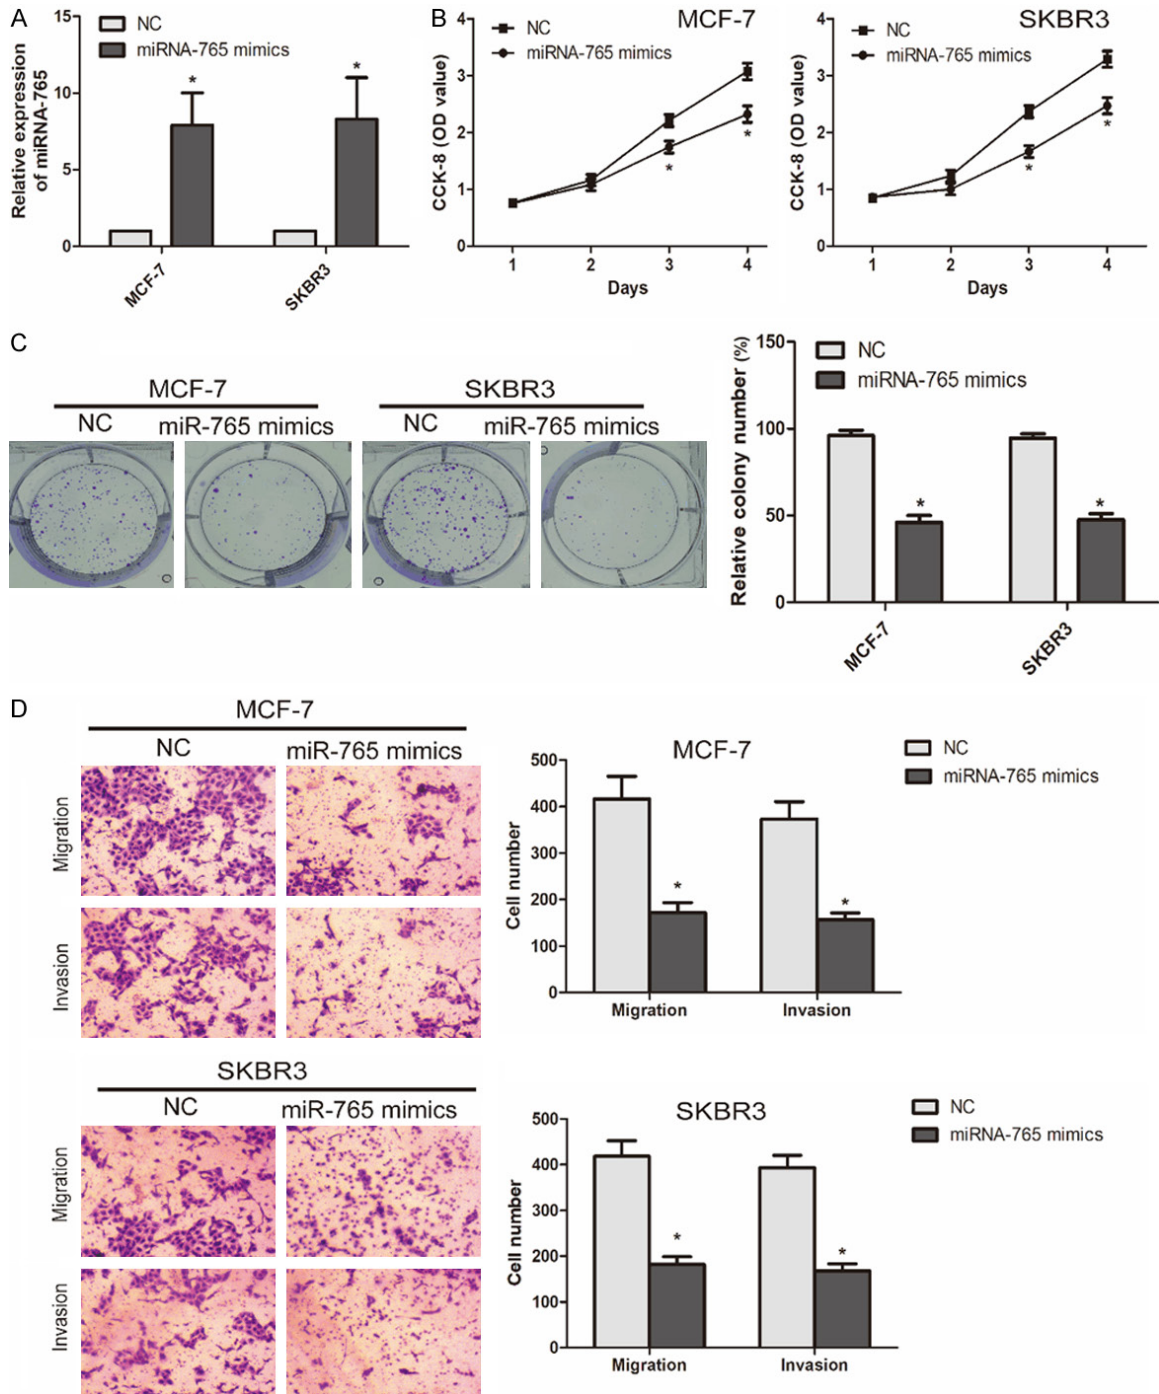 A
Relative expression
of miRNA-765
15
10
5
0
NC
miRNA-765 mimics
*
*
MCF-7
SKBR3
B
MCF-7
CCK-8 (OD value)
4
3
2
1
0
NC
miRNA-765 mimics
*
*
1 2 3 4
Days
SKBR3
CCK-8 (OD value)
4
3
2
1
0
NC
miRNA-765 mimics
*
*
1 2 3 4
Days
C
MCF-7
NC miR-765 mimics
SKBR3
NC miR-765 mimics
Relative colony number (%)
150
100
50
0
NC
miRNA-765 mimics
*
*
MCF-7
SKBR3
D
MCF-7
NC miR-765 mimics
Migration
Invasion
MCF-7
NC
miRNA-765 mimics
Cell number
500
400
300
200
100
0
*
*
Migration Invasion
SKBR3
NC miR-765 mimics
Migration
Invasion
SKBR3
NC
miRNA-765 mimics
Cell number
500
400
300
200
100
0
*
*
Migration Invasion